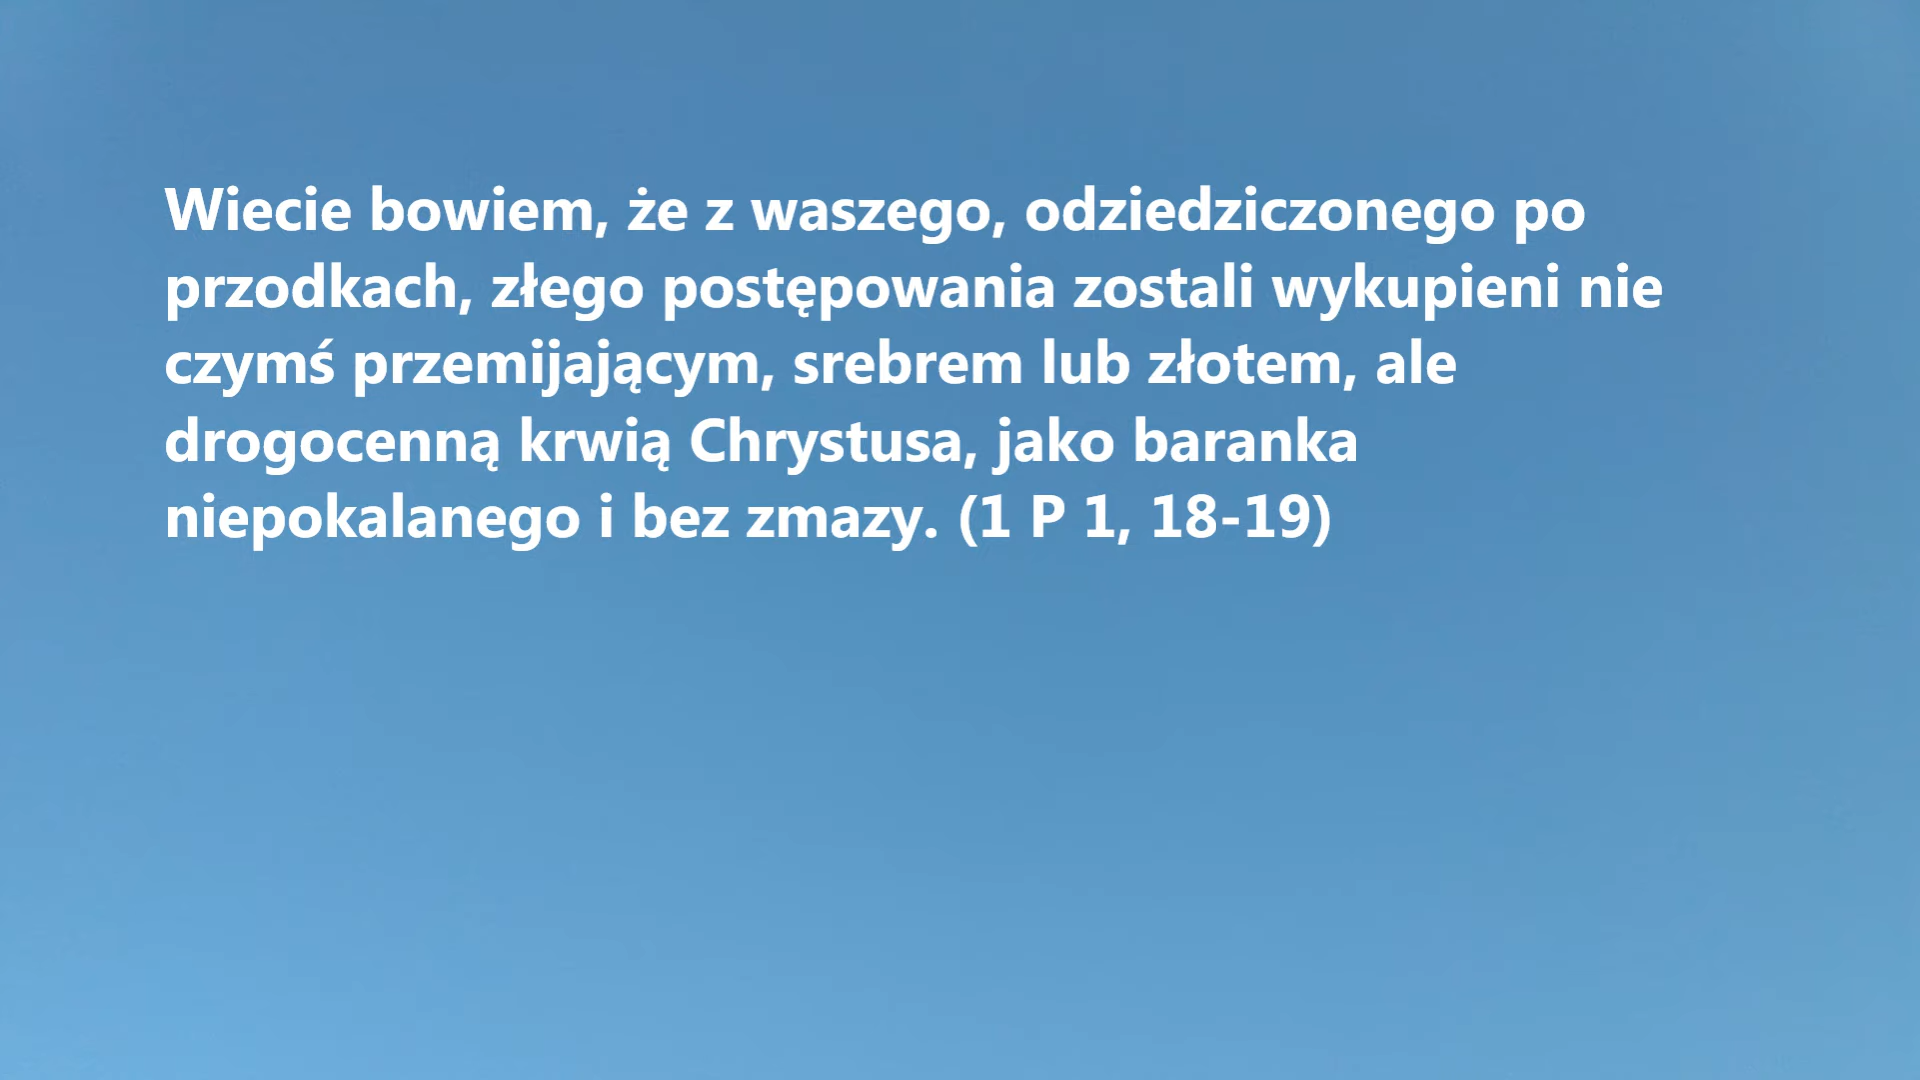 Wiecie bowiem, że z waszego, odziedziczonego po
przodkach, złego postępowania zostali wykupieni nie
czymś przemijającym, srebrem lub złotem, ale
drogocenną krwią Chrystusa, jako baranka
niepokalanego i bez zmazy. (1 P 1, 18-19)